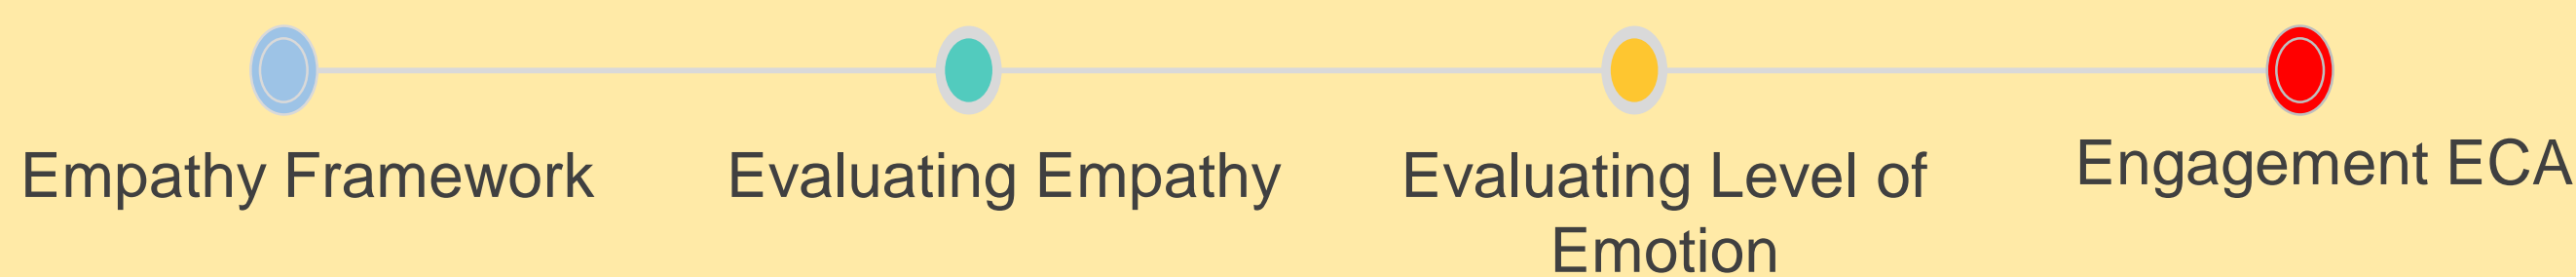 Empathy Framework
Evaluating Empathy
Evaluating Level of
Emotion
Engagement ECA